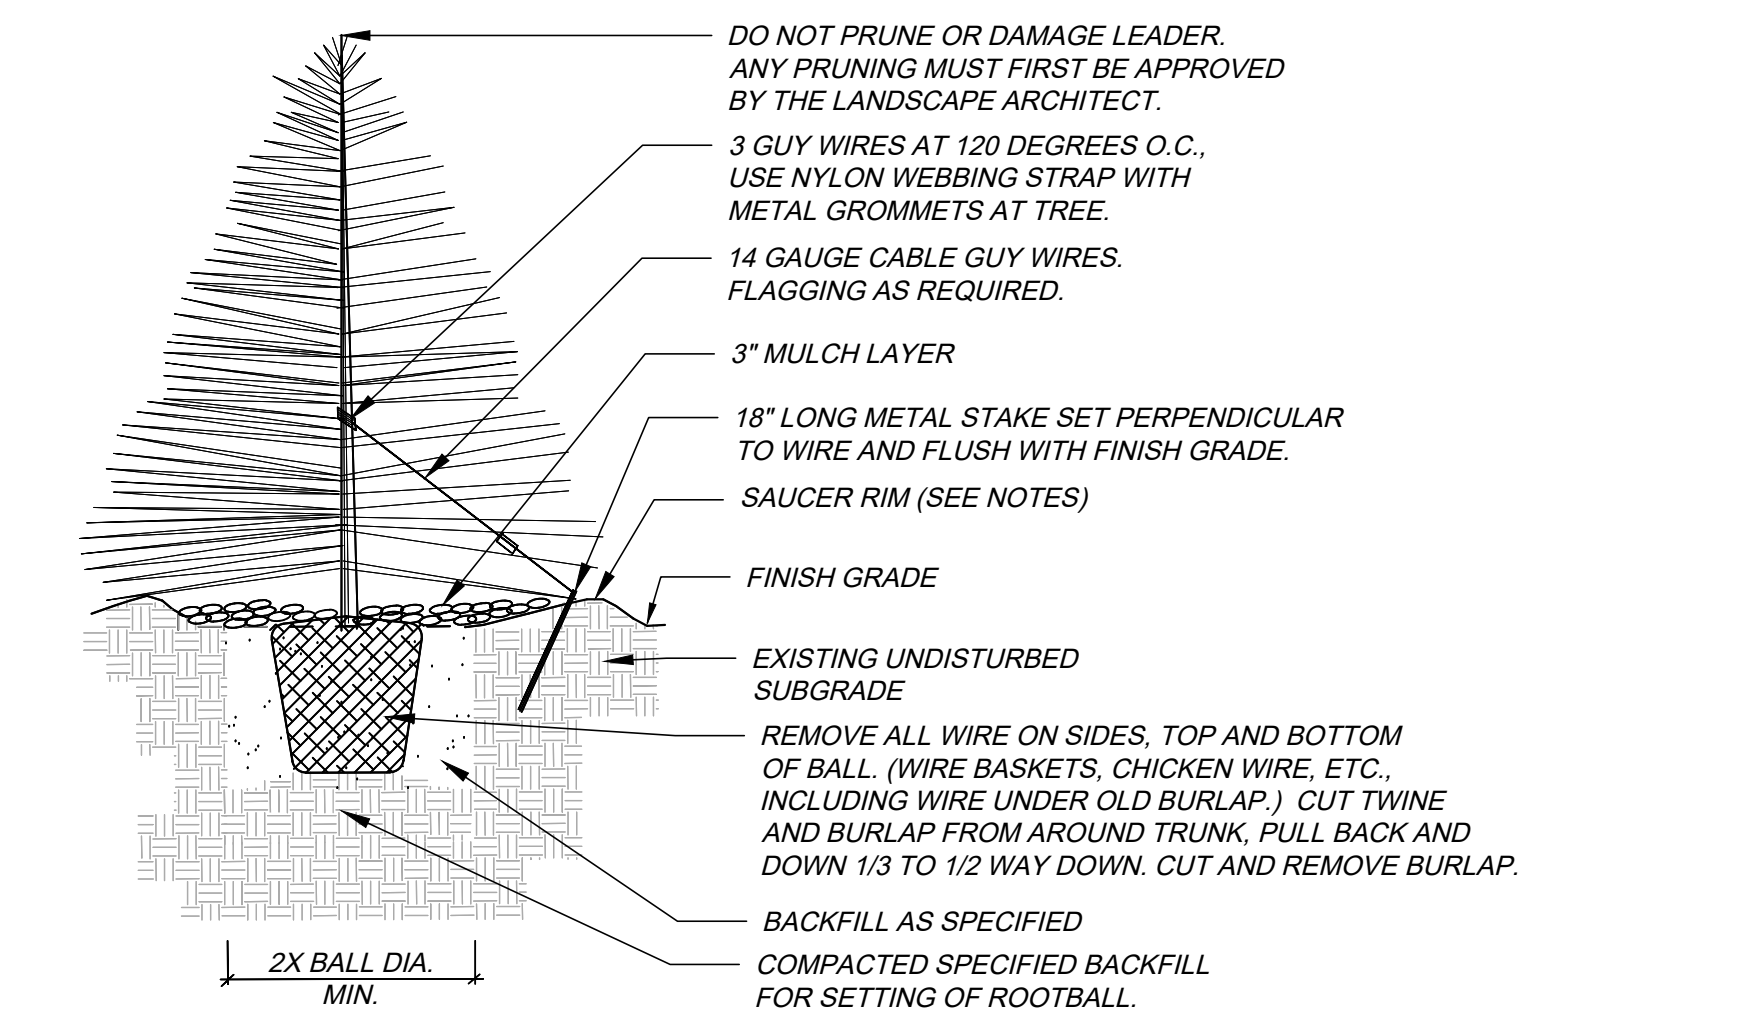 DO NOT PRUNE OR DAMAGE LEADER.
ANY PRUNING MUST FIRST BE APPROVED
BY THE LANDSCAPE ARCHITECT.
3 GUY WIRES AT 120 DEGREES O.C.,
USE NYLON WEBBING STRAP WITH
METAL GROMMETS AT TREE.
14 GAUGE CABLE GUY WIRES.
FLAGGING AS REQUIRED.
3" MULCH LAYER
18" LONG METAL STAKE SET PERPENDICULAR
TO WIRE AND FLUSH WITH FINISH GRADE.
SAUCER RIM (SEE NOTES)
FINISH GRADE
EXISTING UNDISTURBED
SUBGRADE
REMOVE ALL WIRE ON SIDES, TOP AND BOTTOM
OF BALL. (WIRE BASKETS, CHICKEN WIRE, ETC.,
INCLUDING WIRE UNDER OLD BURLAP.) CUT TWINE
AND BURLAP FROM AROUND TRUNK, PULL BACK AND
DOWN 1/3 TO 1/2 WAY DOWN. CUT AND REMOVE BURLAP.
BACKFILL AS SPECIFIED
COMPACTED SPECIFIED BACKFILL
FOR SETTING OF ROOTBALL.
2X BALL DIA.
MIN.